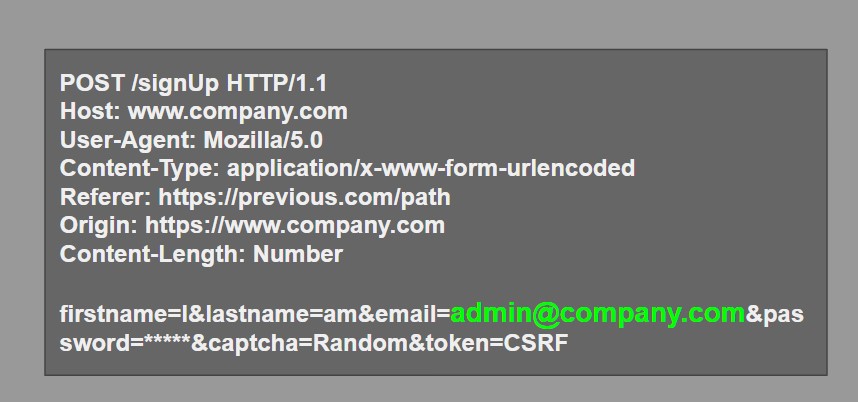 POST /signUp HTTP/1.1
Host: www.company.com
User-Agent: Mozilla/5.0
Content-Type: application/x-www-form-urlencoded
Referer: https://previous.com/path
Origin: https://www.company.com
Content-Length: Number
firstname=I&lastname=am&email=admin@company.com&pas
sword=*****&captcha=Random&token=CSRF